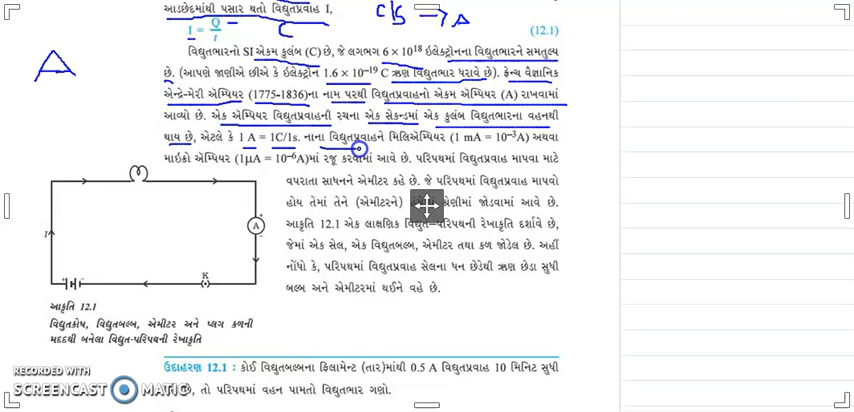 આડછેદમાંથી પસાર થતો વિદ્યુતપ્રવાહ I,
C/S → A
I = Q/t (12.1)
A
વિદ્યુતભારનો SI એકમ કુલંબ (C) છે, જે લગભગ 6 × 10¹⁸ ઇલેક્ટ્રૉનના વિદ્યુતભારને સમતુલ્ય
છે. (આપણે જાણીએ છીએ કે ઇલેક્ટ્રૉન 1.6 × 10⁻¹⁹ C ઋણ વિદ્યુતભાર ધરાવે છે). ફ્રેન્ચ વૈજ્ઞાનિક
એન્દ્રે-મેરી ઍમ્પિયર (1775-1836)ના નામ પરથી વિદ્યુતપ્રવાહનો એકમ ઍમ્પિયર (A) રાખવામાં
આવ્યો છે. એક ઍમ્પિયર વિદ્યુતપ્રવાહની રચના એક સેકન્ડમાં એક કુલંબ વિદ્યુતભારના વહનથી
થાય છે, એટલે કે 1 A = 1C/1s. નાના વિદ્યુતપ્રવાહને મિલિઍમ્પિયર (1 mA = 10⁻³A) અથવા
માઇક્રો ઍમ્પિયર (1μA = 10⁻⁶A)માં રજૂ કરવામાં આવે છે. પરિપથમાં વિદ્યુતપ્રવાહ માપવા માટે
વપરાતા સાધનને ઍમીટર કહે છે. જે પરિપથમાં વિદ્યુતપ્રવાહ માપવો
હોય તેમાં તેને (ઍમીટરને) શ્રેણીમાં જોડવામાં આવે છે.
આકૃતિ 12.1 એક લાક્ષણિક વિદ્યુત-પરિપથની રેખાકૃતિ દર્શાવે છે,
જેમાં એક સેલ, એક વિદ્યુતબલ્બ, ઍમીટર તથા કળ જોડેલ છે. અહીં
નોંધો કે, પરિપથમાં વિદ્યુતપ્રવાહ સેલના ધન છેડેથી ઋણ છેડા સુધી
બલ્બ અને ઍમીટરમાં થઈને વહે છે.
+
A
−
I
+ −
K
આકૃતિ 12.1
વિદ્યુતકોષ, વિદ્યુતબલ્બ, ઍમીટર અને પ્લગ કળની
મદદથી બનેલા વિદ્યુત-પરિપથની રેખાકૃતિ
ઉદાહરણ 12.1 : કોઈ વિદ્યુતબલ્બના ફિલામેન્ટ (તાર)માંથી 0.5 A વિદ્યુતપ્રવાહ 10 મિનિટ સુધી
છે, તો પરિપથમાં વહન પામતો વિદ્યુતભાર ગણો.
RECORDED WITH
SCREENCAST MATIC